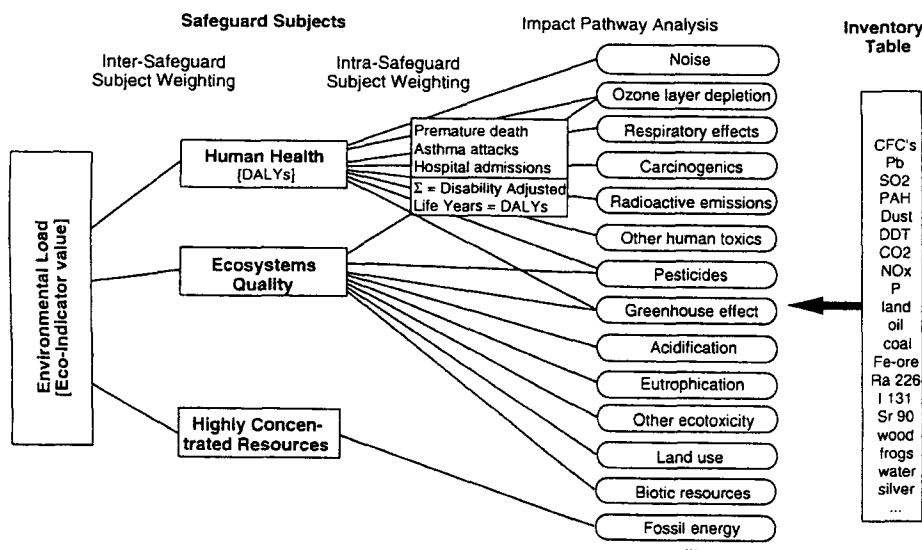 Safeguard Subjects
Impact Pathway Analysis
Inventory
Table
Inter-Safeguard
Subject Weighting
Intra-Safeguard
Subject Weighting
Environmental Load
[Eco-Indicator value]
Human Health
{DALYs}
Ecosystems
Quality
Highly Concen-
trated Resources
Premature death
Asthma attacks
Hospital admissions
Σ = Disability Adjusted
Life Years = DALYs
Noise
Ozone layer depletion
Respiratory effects
Carcinogenics
Radioactive emissions
Other human toxics
Pesticides
Greenhouse effect
Acidification
Eutrophication
Other ecotoxicity
Land use
Biotic resources
Fossil energy
...
CFC's
Pb
SO2
PAH
Dust
DDT
CO2
NOx
P
land
oil
coal
Fe-ore
Ra 226
I 131
Sr 90
wood
frogs
water
silver
...